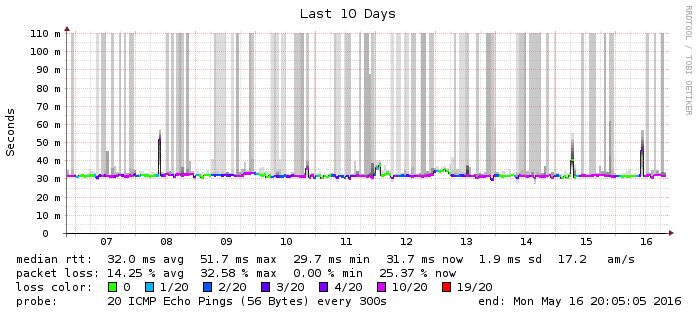 Last 10 Days
RRDTOOL / TOBI OETIKER
Seconds
110 m
100 m
90 m
80 m
70 m
60 m
50 m
40 m
30 m
20 m
10 m
0
07 08 09 10 11 12 13 14 15 16
median rtt: 32.0 ms avg 51.7 ms max 29.7 ms min 31.7 ms now 1.9 ms sd 17.2 am/s
packet loss: 14.25 % avg 32.58 % max 0.00 % min 25.37 % now
loss color: 0 1/20 2/20 3/20 4/20 10/20 19/20
probe: 20 ICMP Echo Pings (56 Bytes) every 300s end: Mon May 16 20:05:05 2016